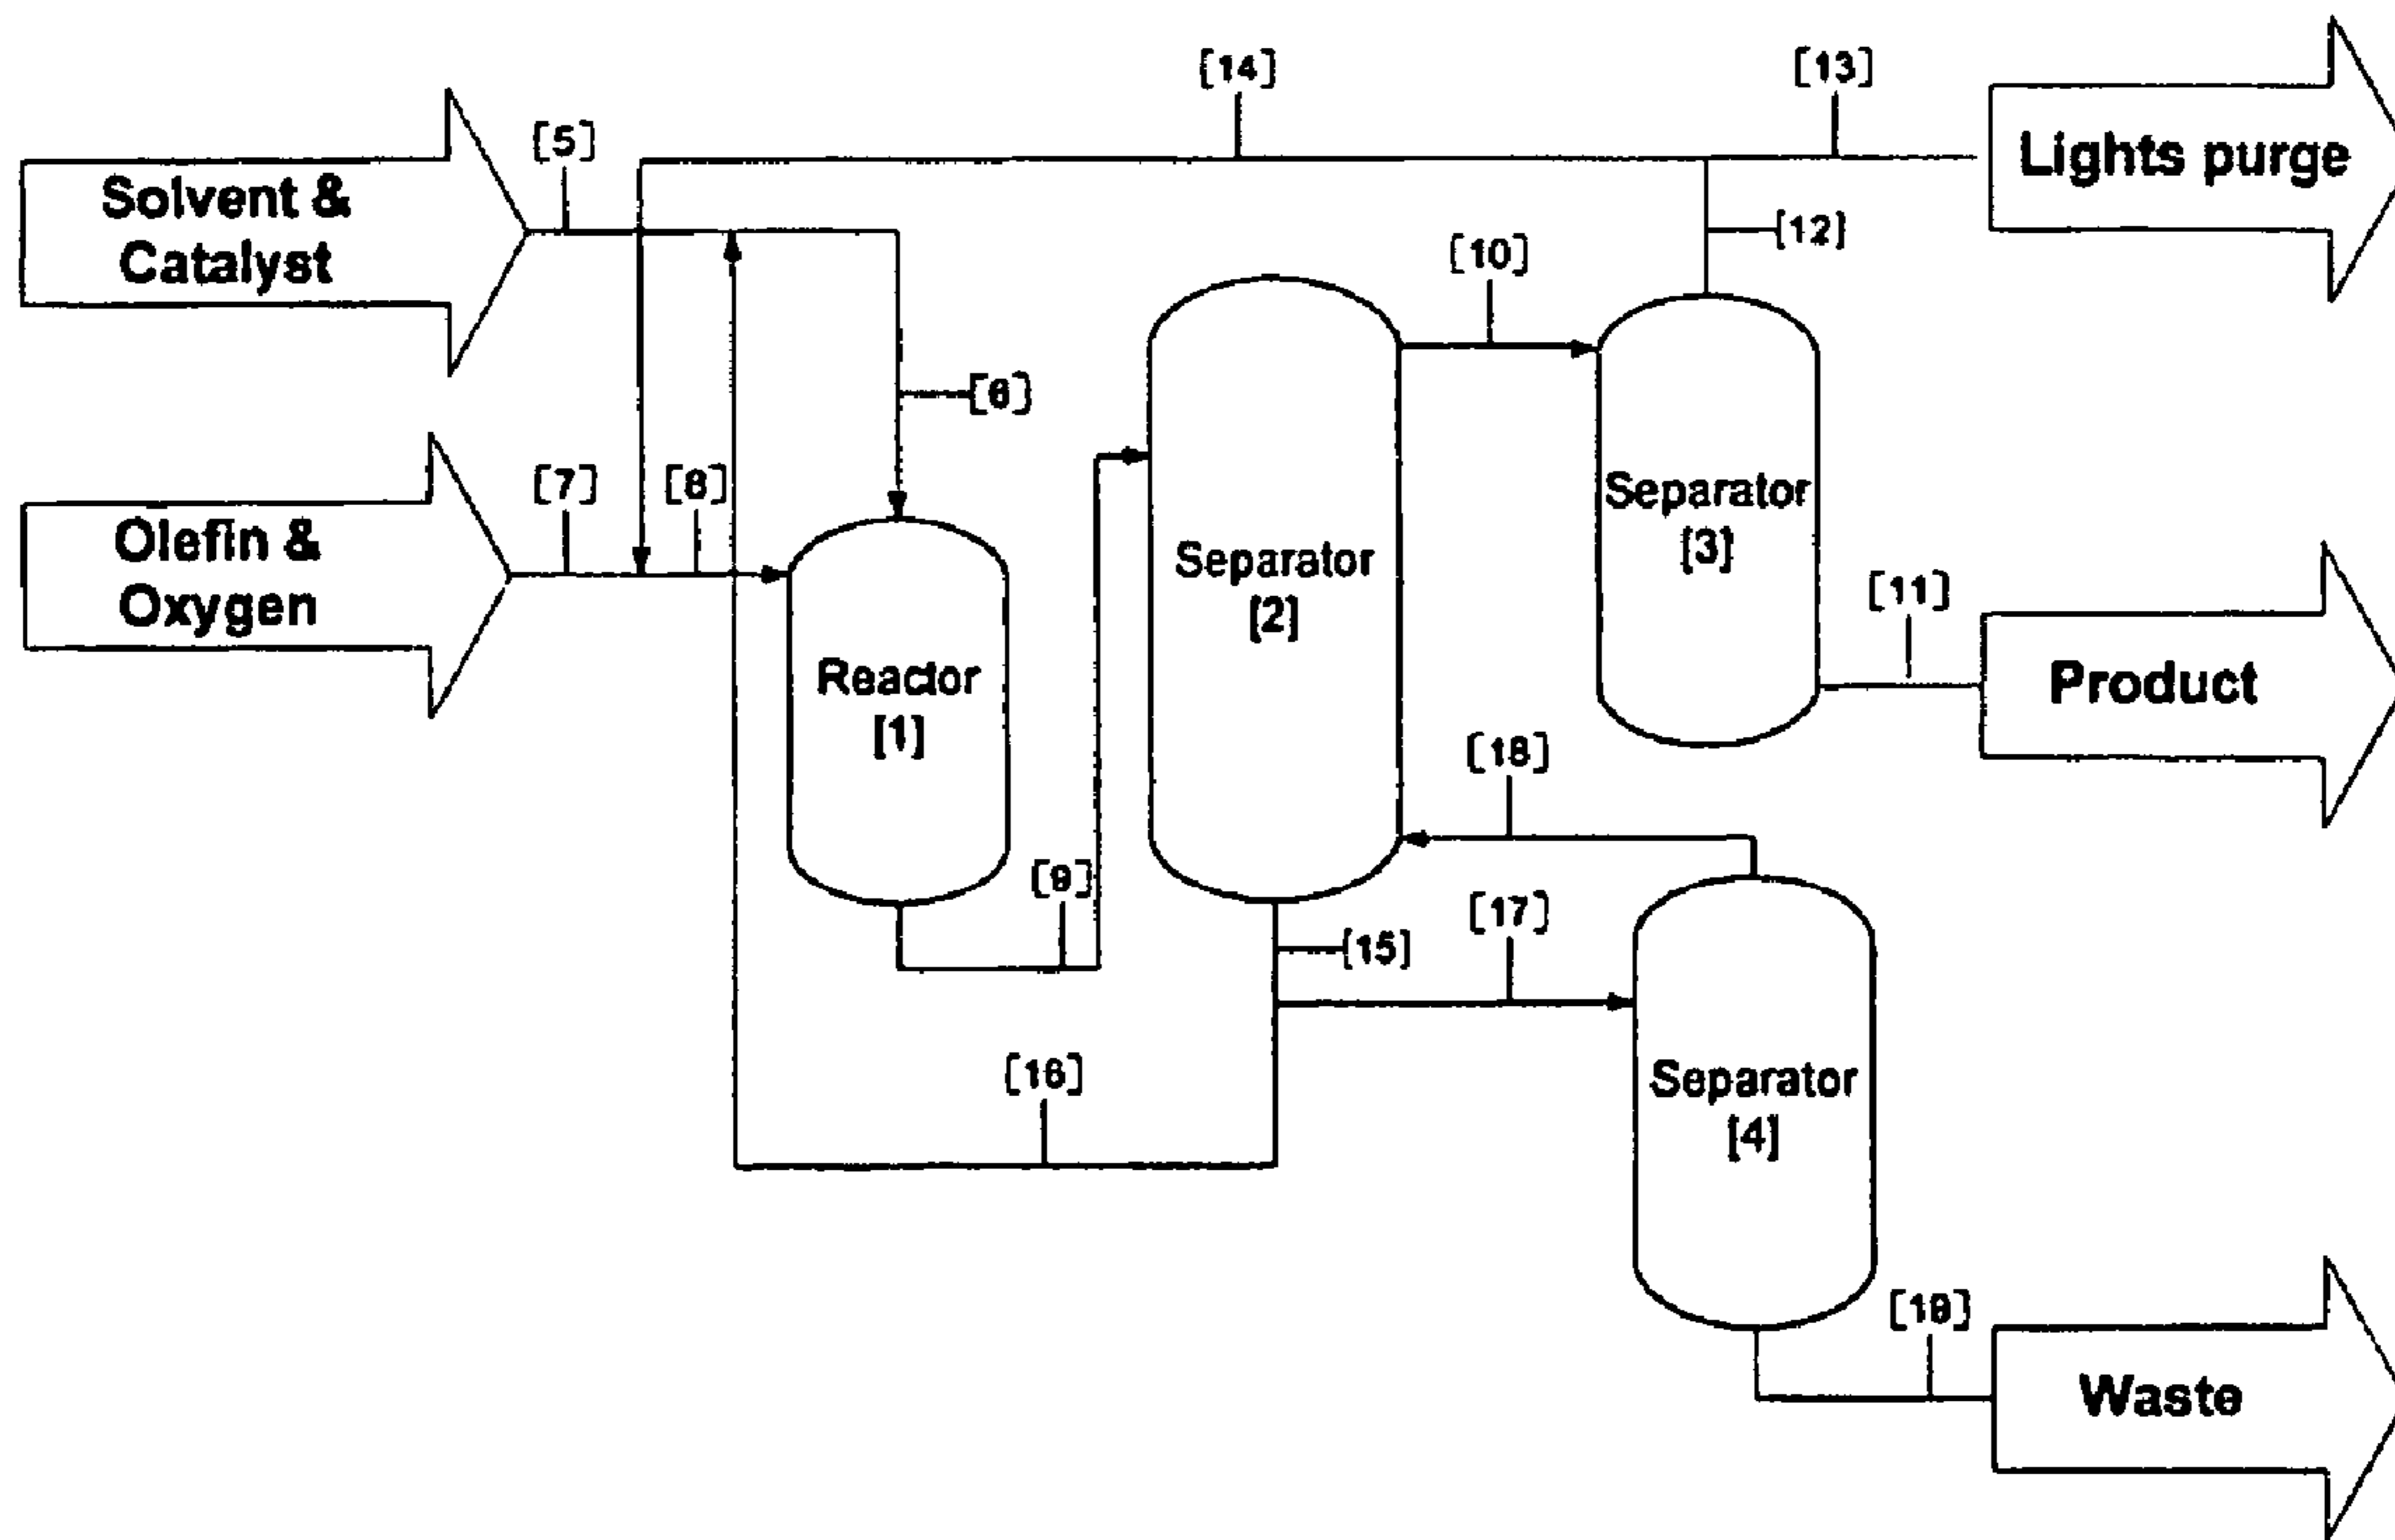 [14]
[13]
[5]
Solvent &
Catalyst
Lights purge
[12]
[10]
[6]
[7]
[8]
Olefin &
Oxygen
Separator
[3]
Separator
[2]
[11]
Reactor
[1]
Product
[18]
[9]
[17]
[15]
[16]
Separator
[4]
[19]
Waste